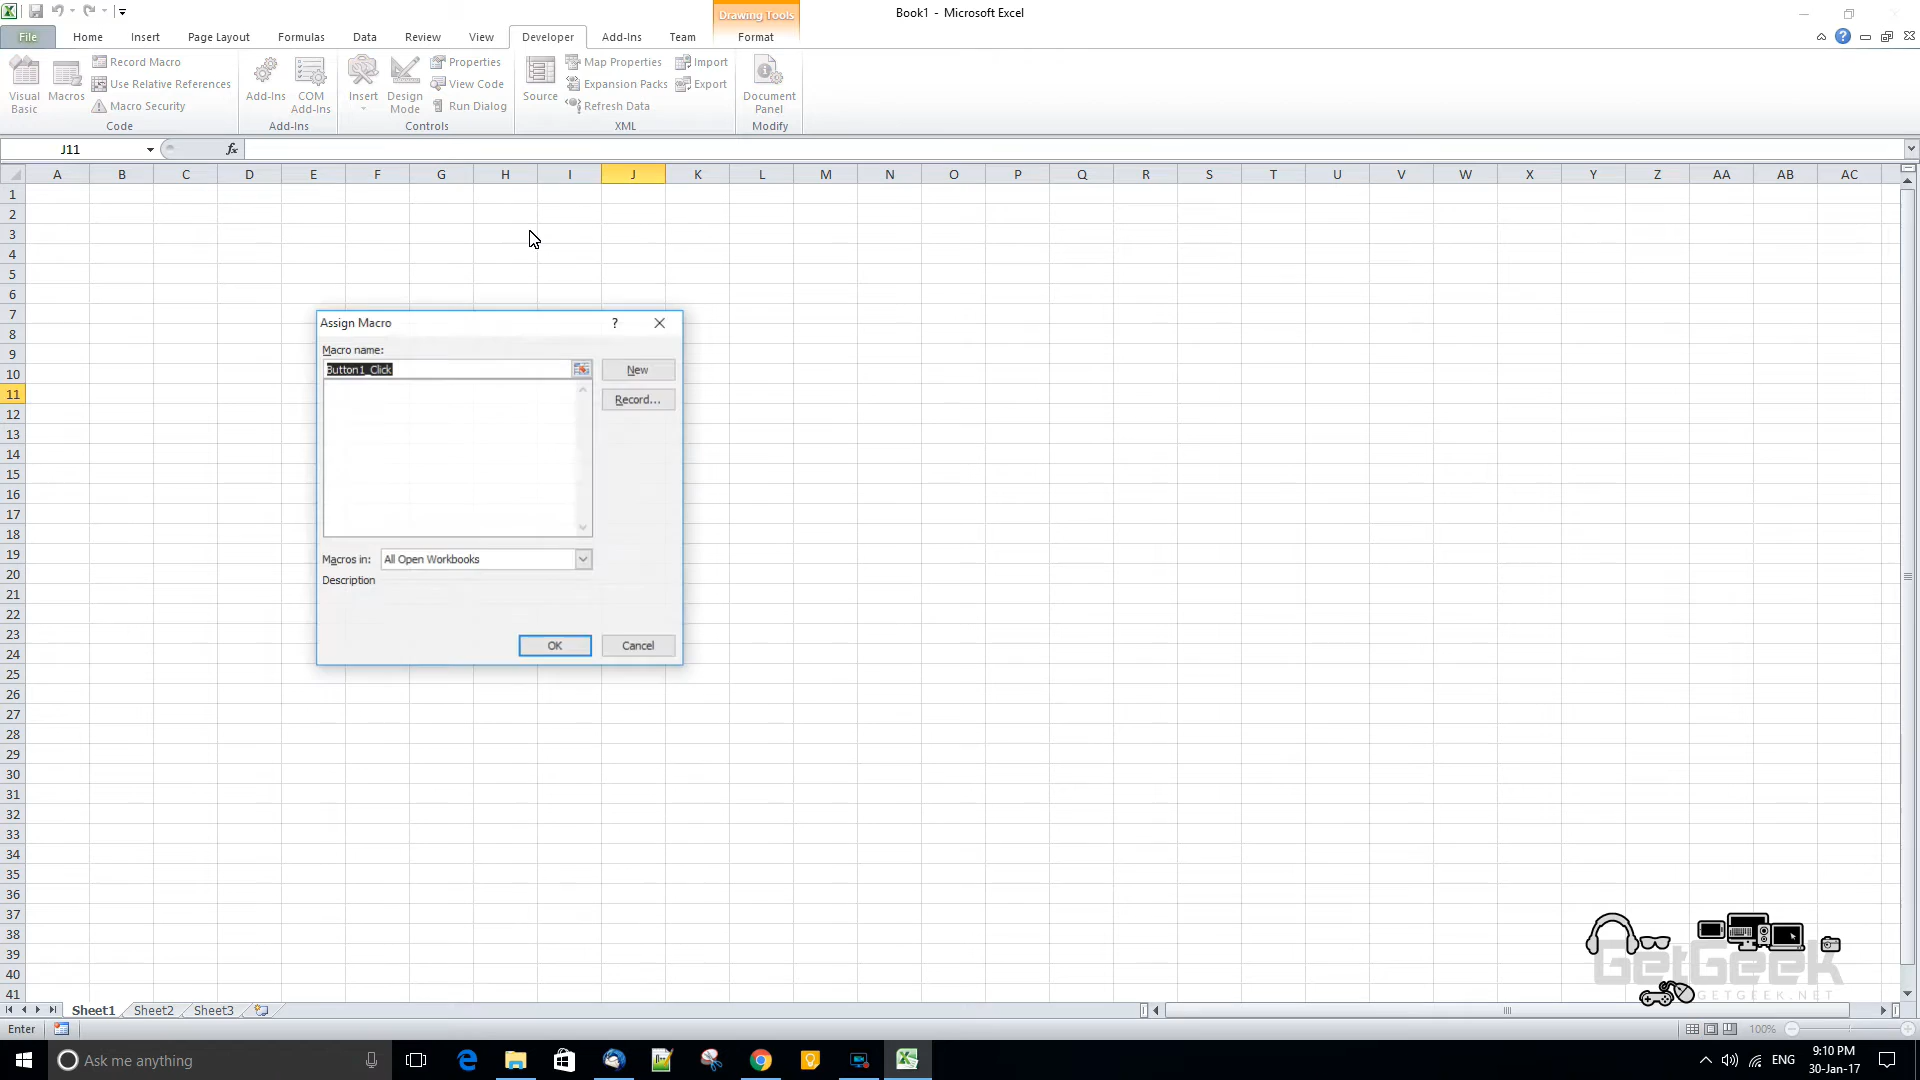 Drawing Tools
Book1 - Microsoft Excel
File Home Insert Page Layout Formulas Data Review View Developer Add-Ins Team Format
Visual Basic
Macros
Record Macro
Use Relative References
Macro Security
Code
Add-Ins
COM Add-Ins
Add-Ins
Insert
Design Mode
Properties
View Code
Run Dialog
Controls
Source
Map Properties
Expansion Packs
Refresh Data
Import
Export
XML
Document Panel
Modify
J11
fx
A B C D E F G H I J K L M N O P Q R S T U V W X Y Z AA AB AC
1
2
3
4
5
6
7
8
9
10
11
12
13
14
15
16
17
18
19
20
21
22
23
24
25
26
27
28
29
30
31
32
33
34
35
36
37
38
39
40
41
Assign Macro
?
Macro name:
Button1_Click
New
Record...
Macros in: All Open Workbooks
Description
OK Cancel
GetGeek
GETGEEK.NET
Sheet1 Sheet2 Sheet3
Enter
100%
Ask me anything
ENG
9:10 PM
30-Jan-17